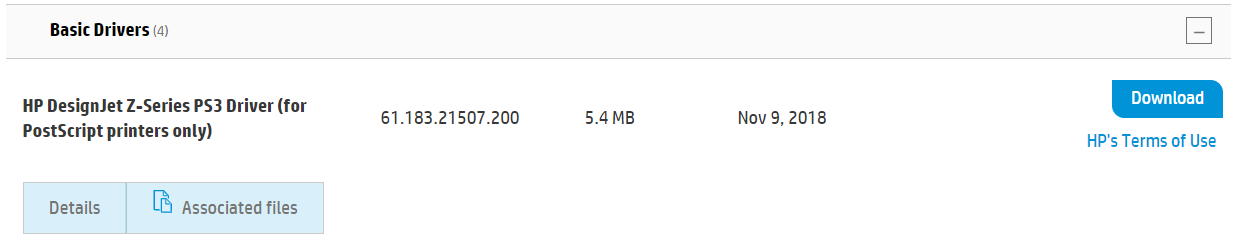 Basic Drivers (4)
HP DesignJet Z-Series PS3 Driver (for
PostScript printers only)
61.183.21507.200
5.4 MB
Nov 9, 2018
Download
HP's Terms of Use
Details
Associated files